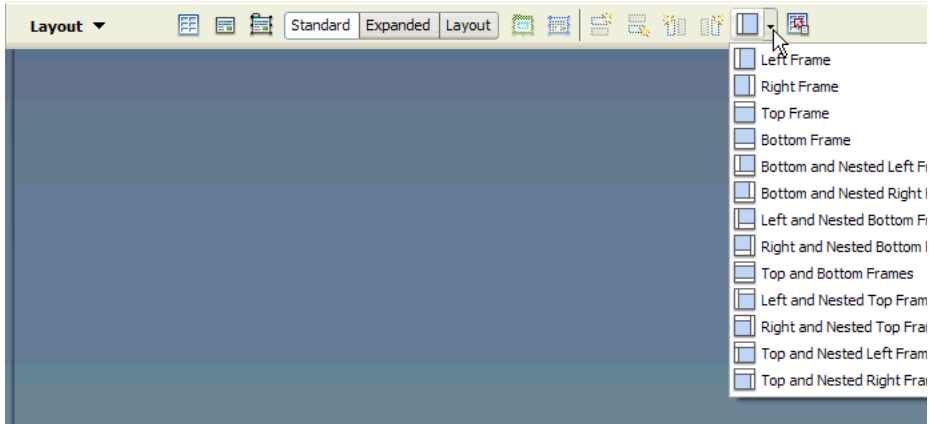 Layout
Standard Expanded Layout
Left Frame
Right Frame
Top Frame
Bottom Frame
Bottom and Nested Left
Bottom and Nested Right
Left and Nested Bottom
Right and Nested Bottom
Top and Bottom Frames
Left and Nested Top
Right and Nested Top
Top and Nested Left
Top and Nested Right